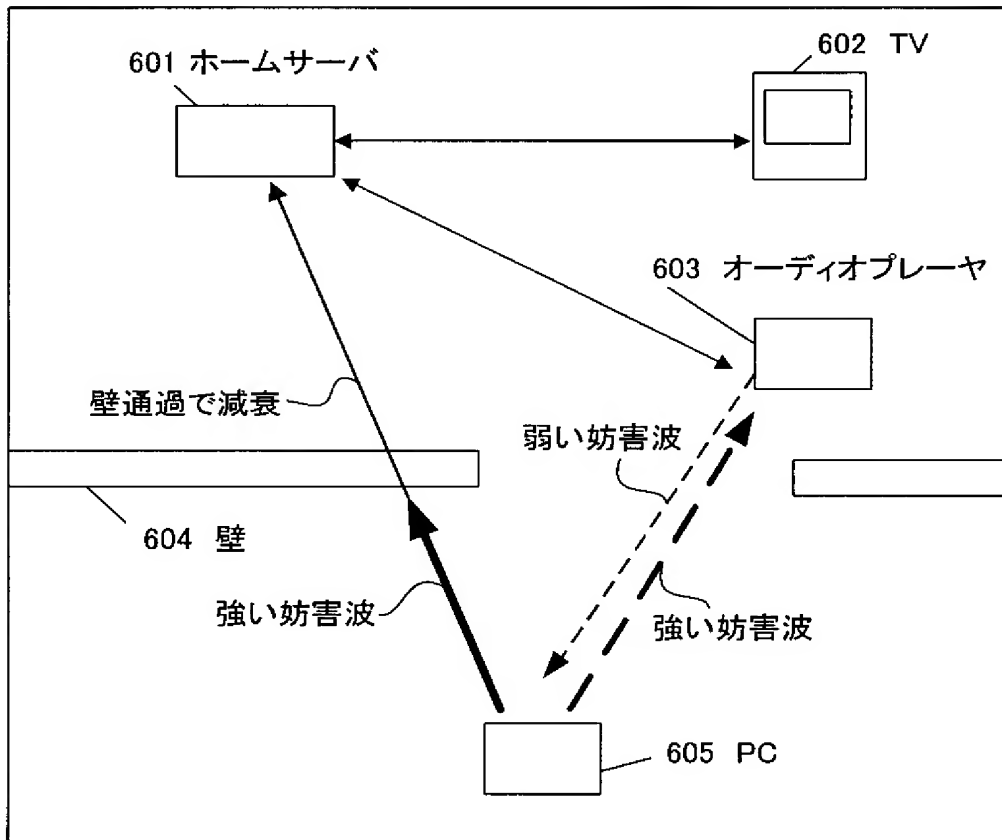 601 ホームサーバ
602 TV
603 オーディオプレーヤ
壁通過で減衰
弱い妨害波
604 壁
強い妨害波
強い妨害波
605 PC